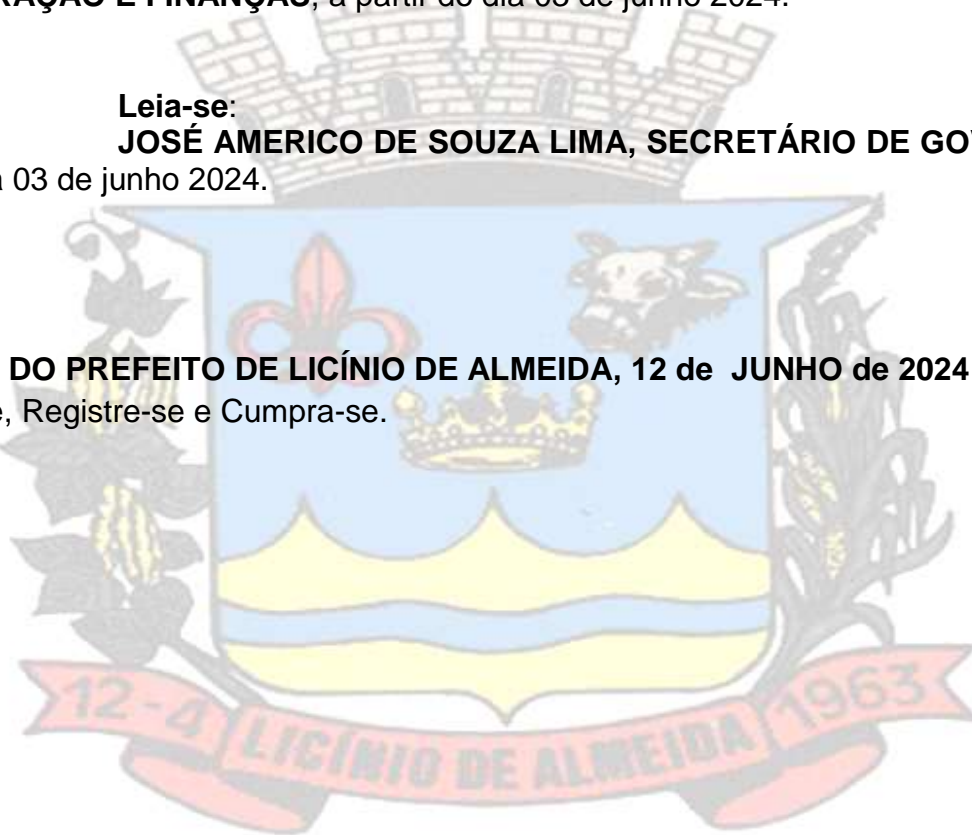 RAÇÃO E FINANÇAS, a partir do dia 03 de junho 2024.
Leia-se:
JOSÉ AMERICO DE SOUZA LIMA, SECRETÁRIO DE GOV
03 de junho 2024.
DO PREFEITO DE LICÍNIO DE ALMEIDA, 12 de JUNHO de 2024
, Registre-se e Cumpra-se.
12-4 LICÍNIO DE ALMEIDA 1963